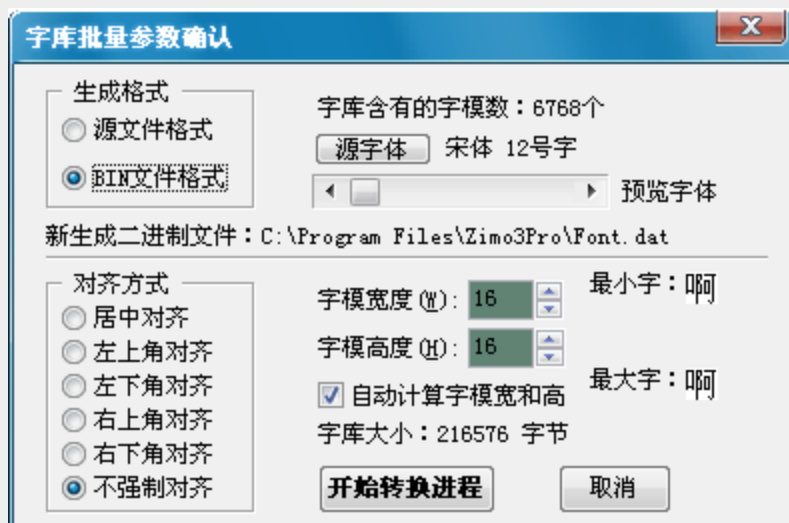 字库批量参数确认
生成格式
源文件格式
BIN文件格式
字库含有的字模数：6768个
源字体 宋体 12号字
预览字体
新生成二进制文件：C:\Program Files\Zimo3Pro\Font.dat
对齐方式
居中对齐
左上角对齐
左下角对齐
右上角对齐
右下角对齐
不强制对齐
字模宽度(W): 16
字模高度(H): 16
自动计算字模宽和高
字库大小：216576 字节
最小字：啊
最大字：啊
开始转换进程 取消